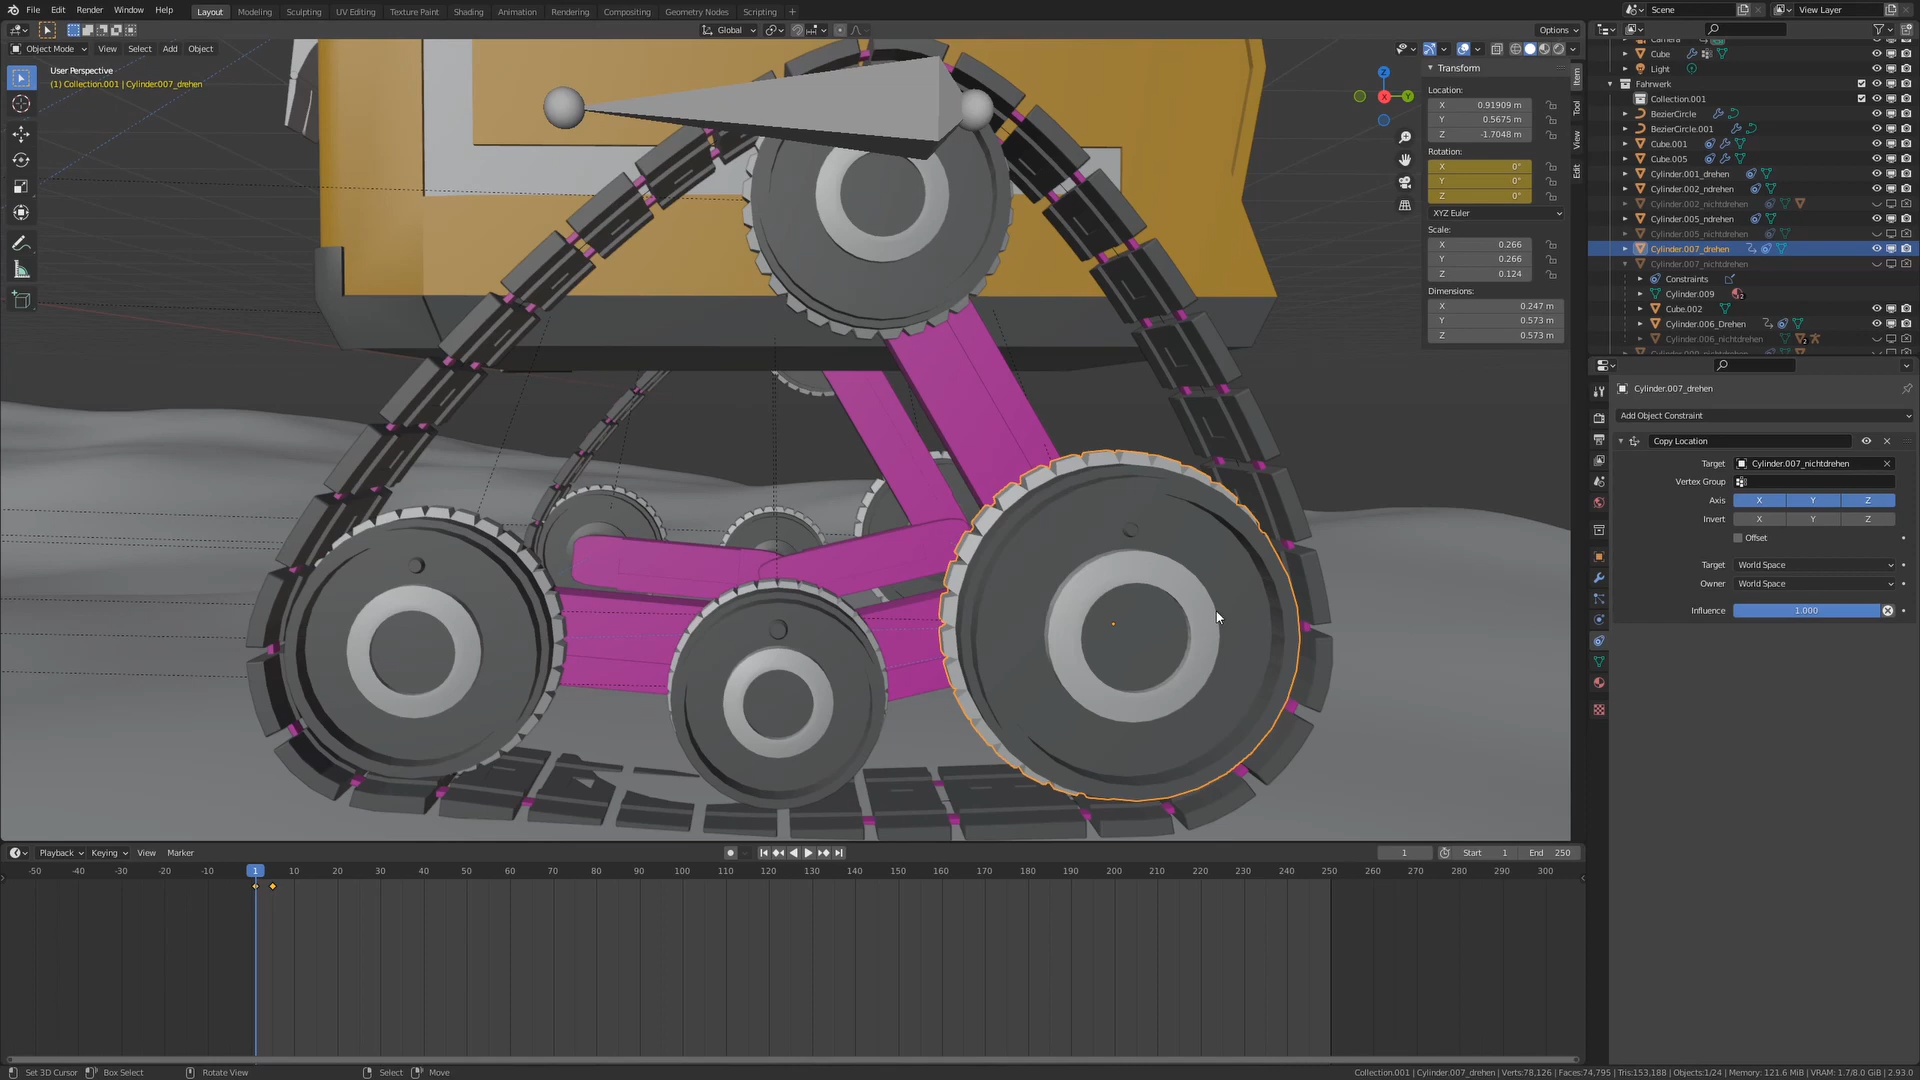 File Edit Render Window Help Layout Modeling Sculpting UV Editing Texture Paint Shading Animation Rendering Compositing Geometry Nodes Scripting + Scene View Layer
Global Options
Object Mode View Select Add Object
User Perspective
(1) Collection.001 | Cylinder.007_drehen
Z
X
Y
Transform
Location:
X 0.91909 m
Y 0.5675 m
Z -1.7048 m
Rotation:
X 0°
Y 0°
Z 0°
XYZ Euler
Scale:
X 0.266
Y 0.266
Z 0.124
Dimensions:
X 0.247 m
Y 0.573 m
Z 0.573 m
Item
Tool
View
Edit
Camera
Cube
Light
Fahrwerk
Collection.001
BezierCircle
BezierCircle.001
Cube.001
Cube.005
Cylinder.001_drehen
Cylinder.002_ndrehen
Cylinder.002_nichtdrehen
Cylinder.005_ndrehen
Cylinder.005_nichtdrehen
Cylinder.007_drehen
Cylinder.007_nichtdrehen
Constraints
Cylinder.009 2
Cube.002
Cylinder.006_Drehen
Cylinder.006_nichtdrehen 2
Cylinder.007_drehen
Add Object Constraint
Copy Location
Target Cylinder.007_nichtdrehen
Vertex Group
Axis X Y Z
Invert X Y Z
Offset
Target World Space
Owner World Space
Influence 1.000
Playback Keying View Marker 1 Start 1 End 250
-50 -40 -30 -20 -10 1 10 20 30 40 50 60 70 80 90 100 110 120 130 140 150 160 170 180 190 200 210 220 230 240 250 260 270 280 290 300
Set 3D Cursor Box Select Rotate View Select Move Collection.001 | Cylinder.007_drehen | Verts:78,126 | Faces:74,795 | Tris:153,188 | Objects:1/24 | Memory: 121.6 MiB | VRAM: 1.7/8.0 GiB | 2.93.0